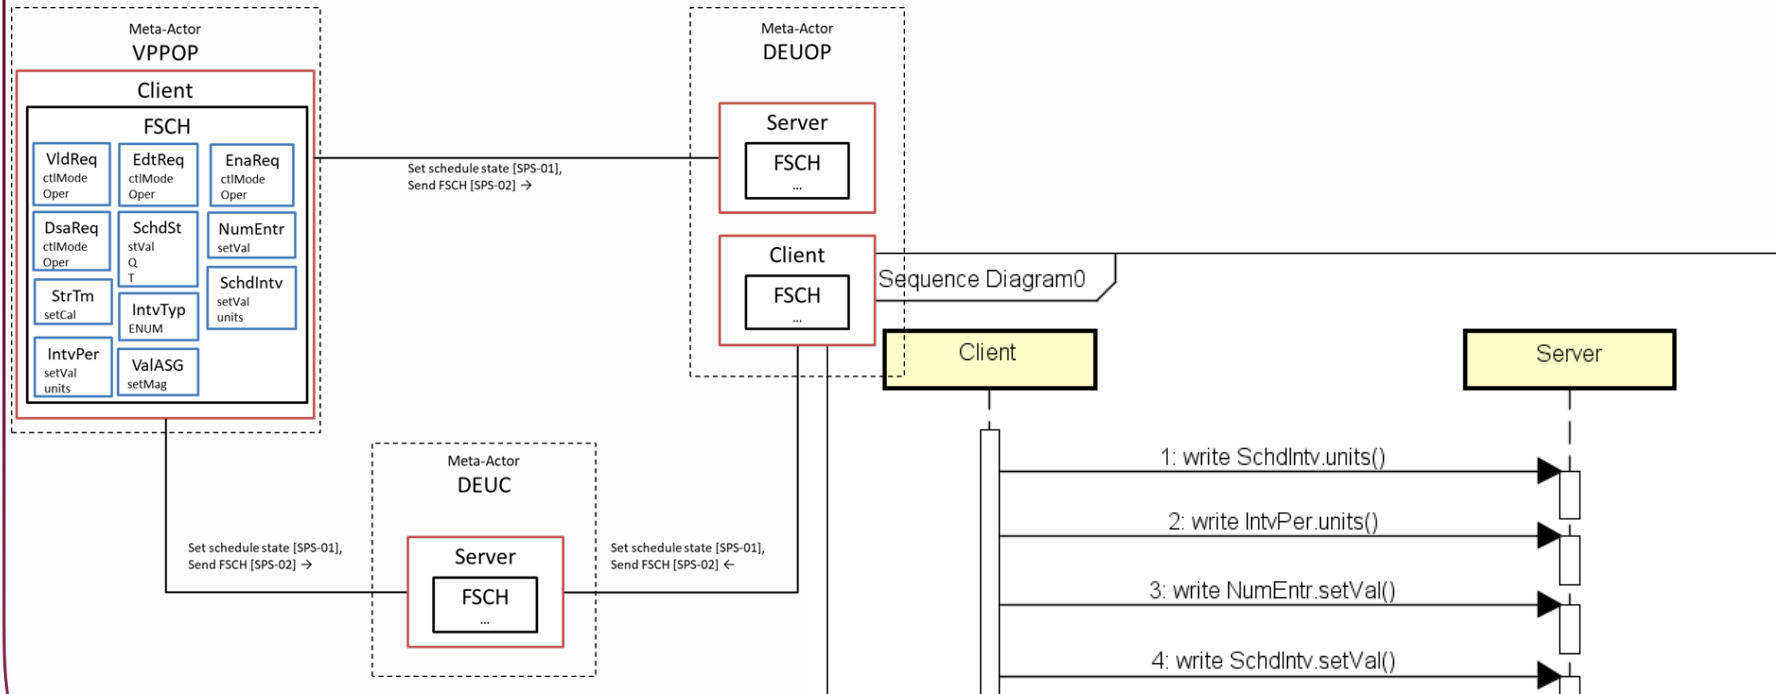 Meta-Actor
VPPOP
Client
FSCH
VldReq
ctlMode
Oper
EdtReq
ctlMode
Oper
EnaReq
ctlMode
Oper
DsaReq
ctlMode
Oper
SchdSt
stVal
Q
T
NumEntr
setVal
StrTm
setCal
IntvTyp
ENUM
SchdIntv
setVal
units
IntvPer
setVal
units
ValASG
setMag
Set schedule state [SPS-01],
Send FSCH [SPS-02] →
Meta-Actor
DEUOP
Server
FSCH
...
Client
FSCH
...
Set schedule state [SPS-01],
Send FSCH [SPS-02] →
Meta-Actor
DEUC
Server
FSCH
...
Set schedule state [SPS-01],
Send FSCH [SPS-02] ←
Sequence Diagram0
Client
Server
1: write SchdIntv.units()
2: write IntvPer.units()
3: write NumEntr.setVal()
4: write SchdIntv.setVal()